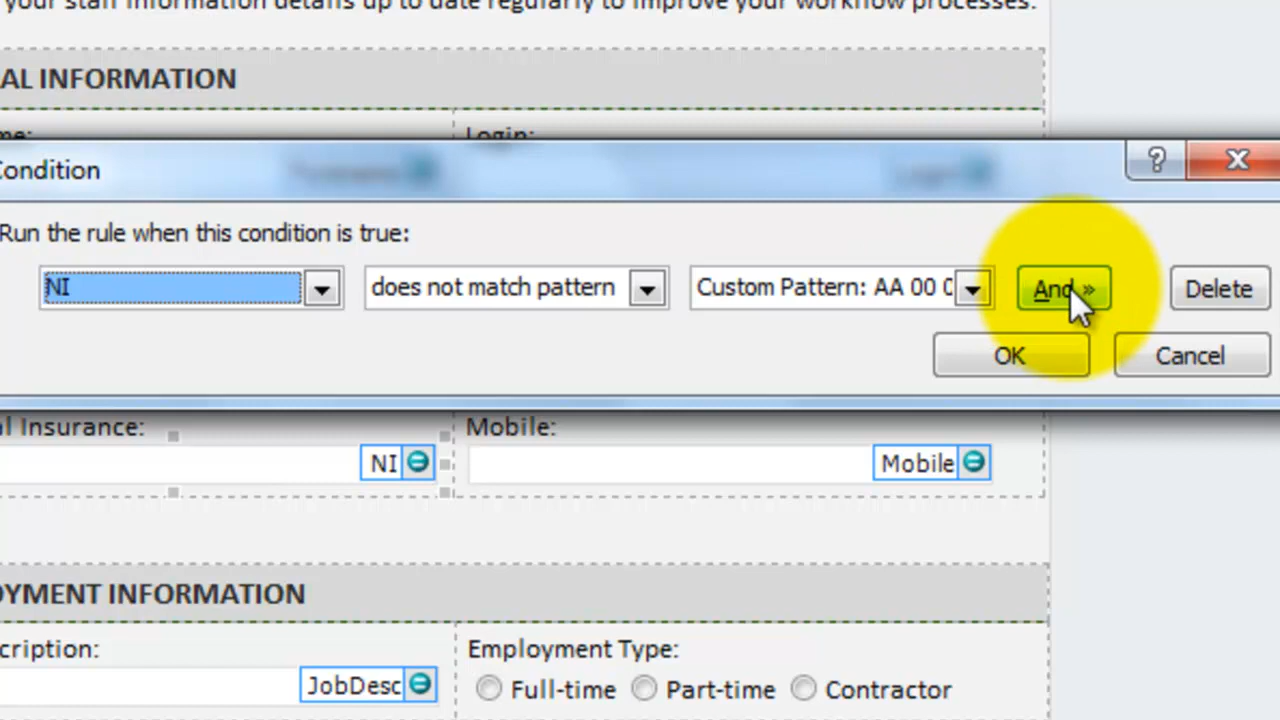 your staff information details up to date regularly to improve your workflow processes.
AL INFORMATION
me: Login:
Condition
Run the rule when this condition is true:
NI does not match pattern Custom Pattern: AA 00 0 And » Delete
OK Cancel
al Insurance: Mobile:
NI Mobile
OYMENT INFORMATION
cription: Employment Type:
JobDesc Full-time Part-time Contractor